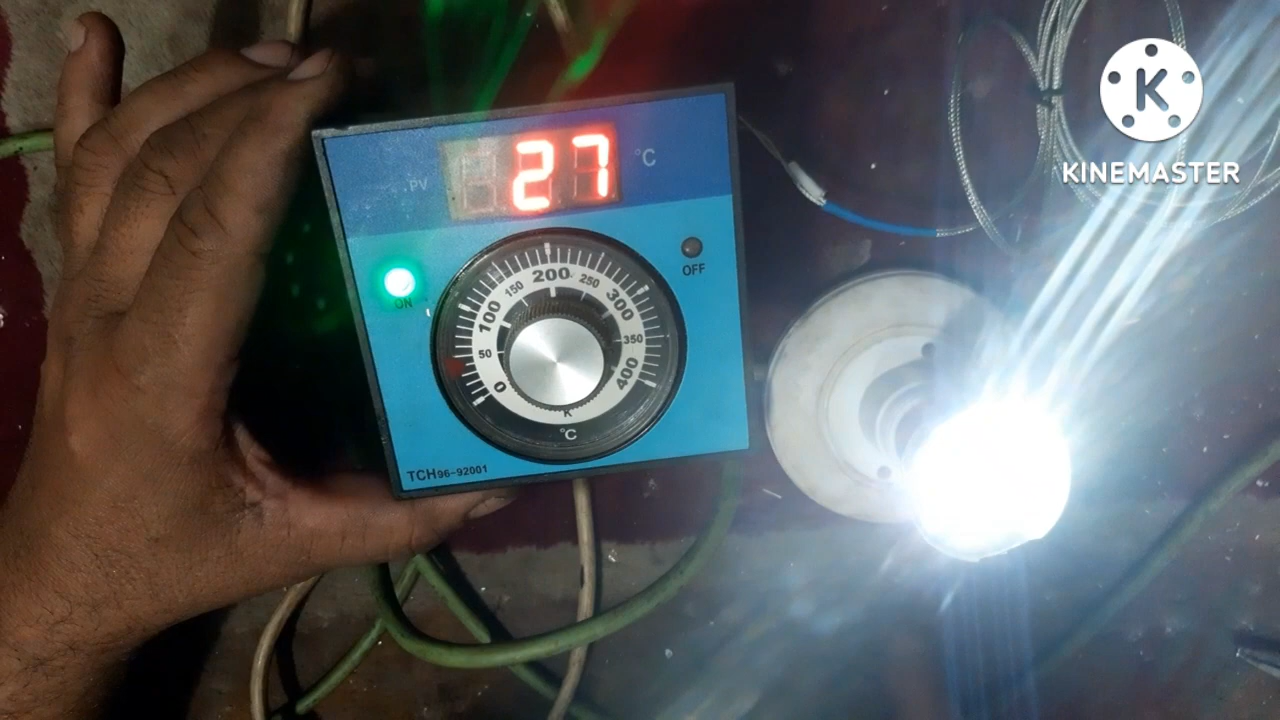 K
KINEMASTER
PV
27
°C
ON
OFF
0
50
100
150
200
250
300
350
400
K
°C
TCH96-92001